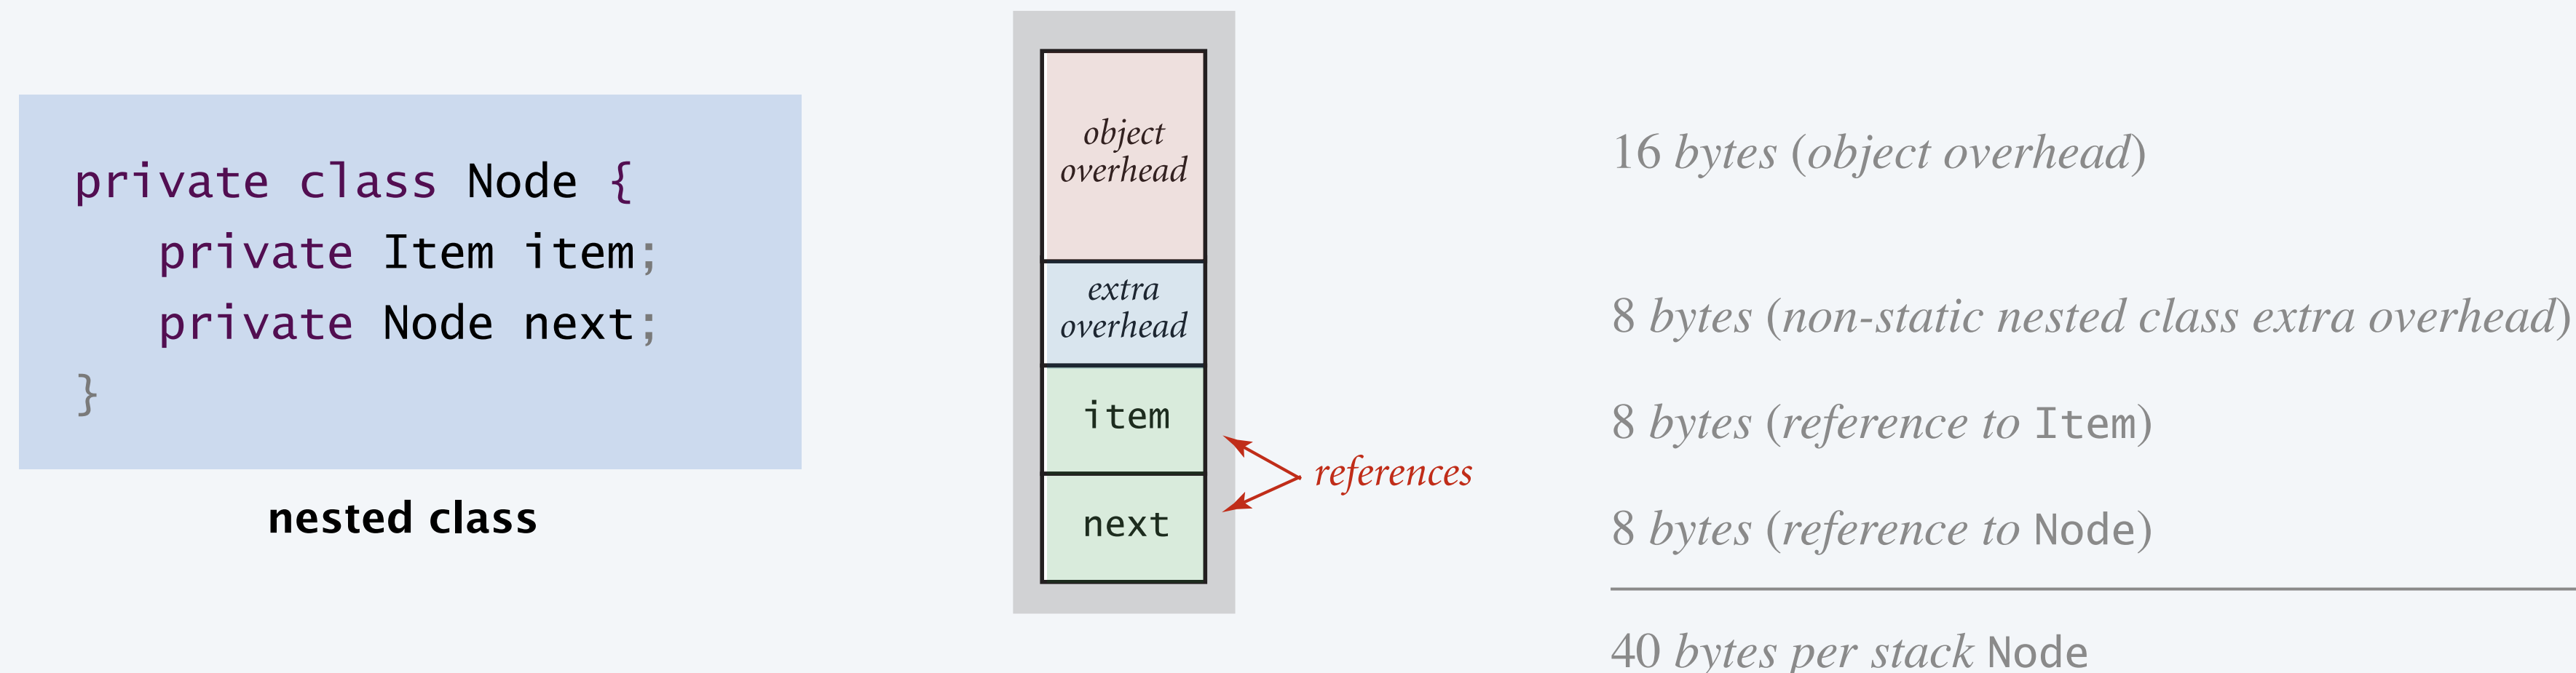 private class Node {
private Item item;
private Node next;
}
nested class
object
overhead
extra
overhead
item
next
references
16 bytes (object overhead)
8 bytes (non-static nested class extra overhead)
8 bytes (reference to Item)
8 bytes (reference to Node)
40 bytes per stack Node